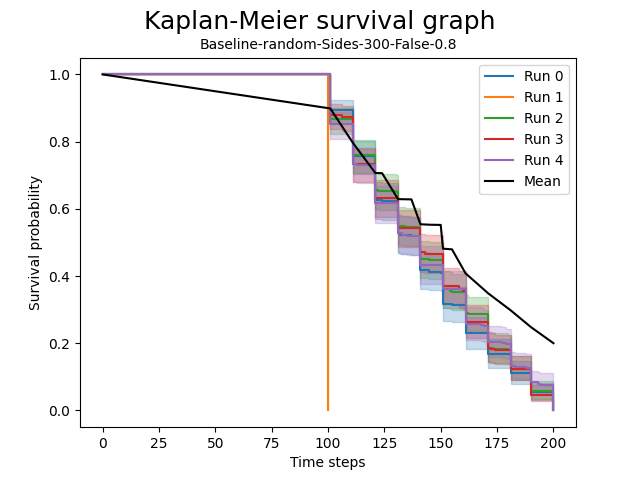 Kaplan-Meier survival graph
Baseline-random-Sides-300-False-0.8
Survival probability
1.0
0.8
0.6
0.4
0.2
0.0
Run 0
Run 1
Run 2
Run 3
Run 4
Mean
0 25 50 75 100 125 150 175 200
Time steps